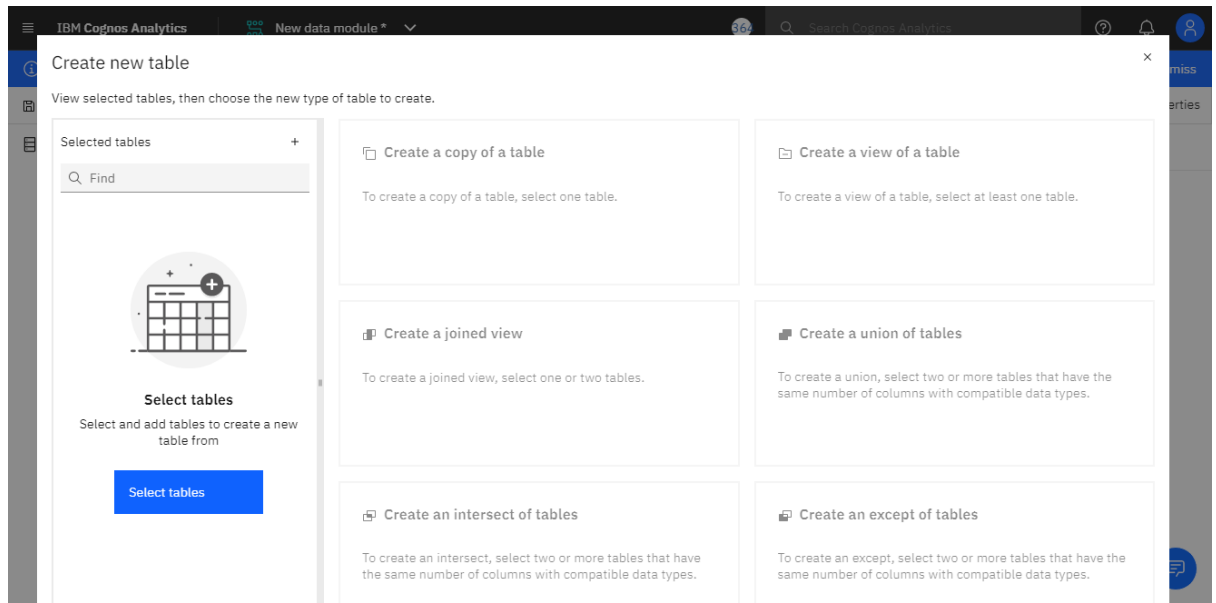 IBM Cognos Analytics
New data module *
364
Search Cognos Analytics
Create new table
miss
View selected tables, then choose the new type of table to create.
erties
Selected tables
+
Find
Select tables
Select and add tables to create a new
table from
Select tables
Create a copy of a table
To create a copy of a table, select one table.
Create a view of a table
To create a view of a table, select at least one table.
Create a joined view
To create a joined view, select one or two tables.
Create a union of tables
To create a union, select two or more tables that have the
same number of columns with compatible data types.
Create an intersect of tables
To create an intersect, select two or more tables that have
the same number of columns with compatible data types.
Create an except of tables
To create an except, select two or more tables that have the
same number of columns with compatible data types.